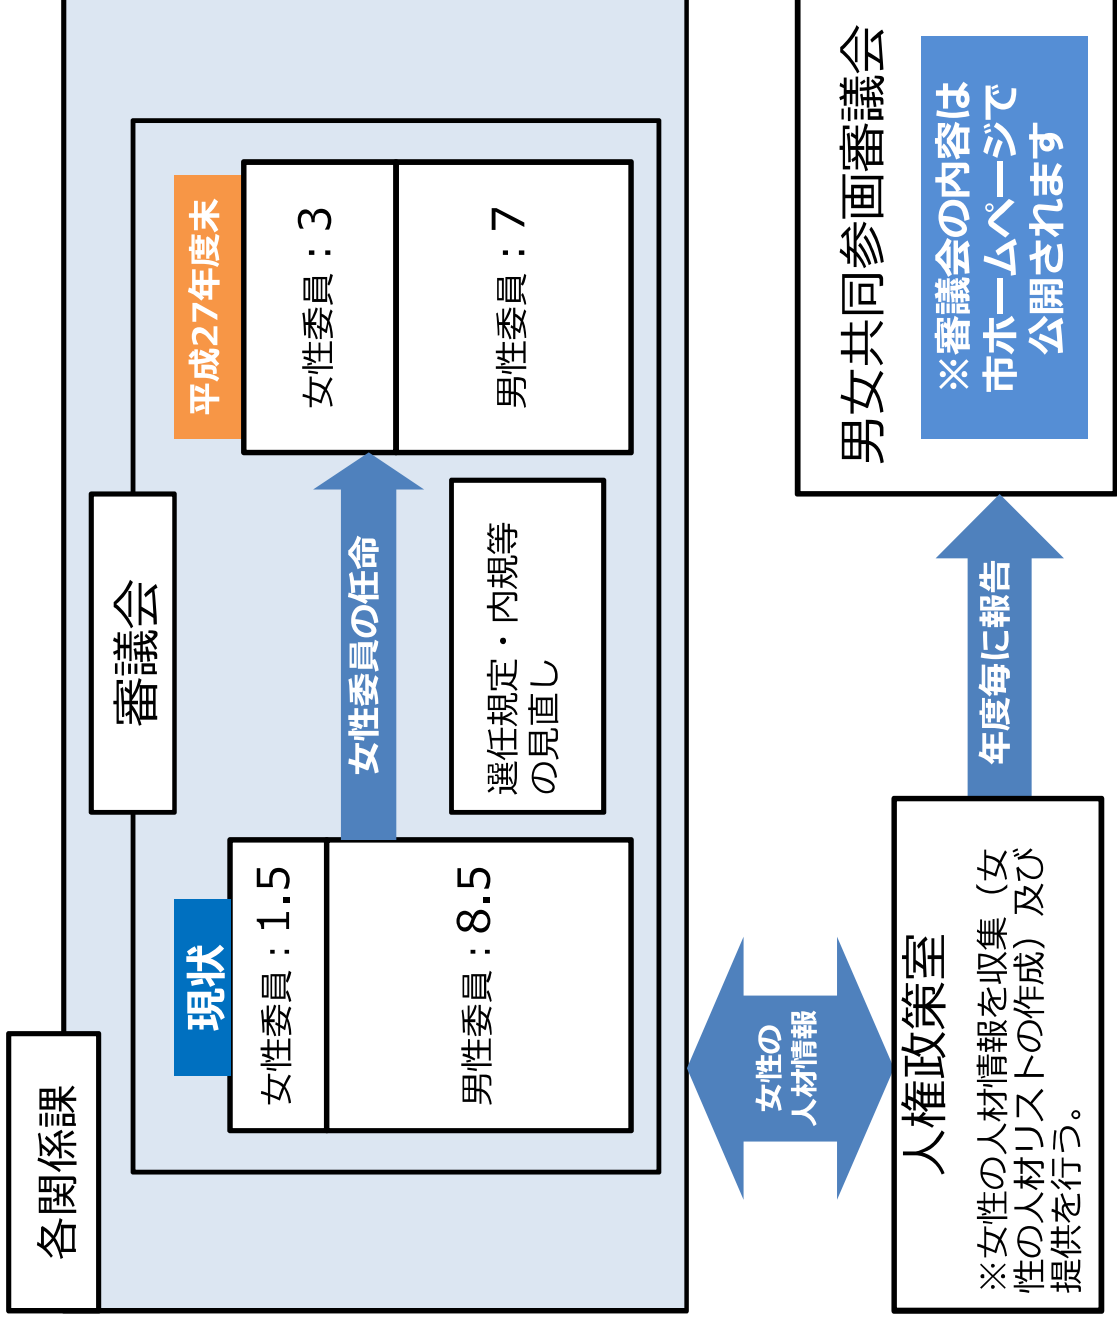 各関係課
審議会
現状
女性委員：1.5
男性委員：8.5
女性委員の任命
選任規定・内規等
の見直し
平成27年度末
女性委員：3
男性委員：7
女性の
人材情報
人権政策室
※女性の人材情報を収集（女
性の人材リストの作成）及び
提供を行う。
年度毎に報告
男女共同参画審議会
※審議会の内容は
市ホームページで
公開されます